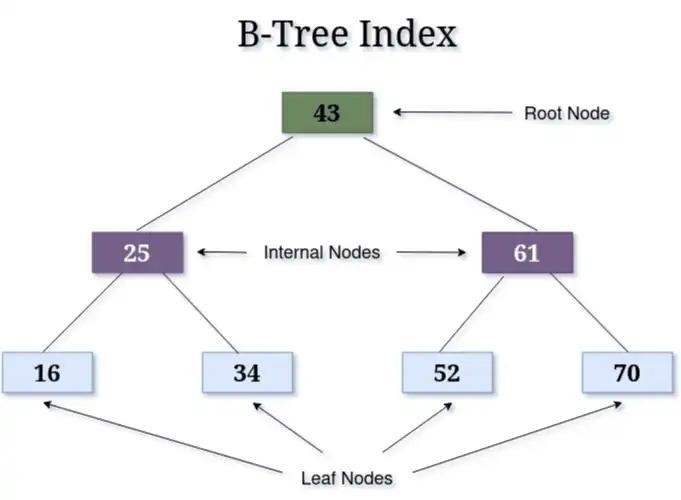 B-Tree Index
43
Root Node
25
Internal Nodes
61
16
34
52
70
Leaf Nodes